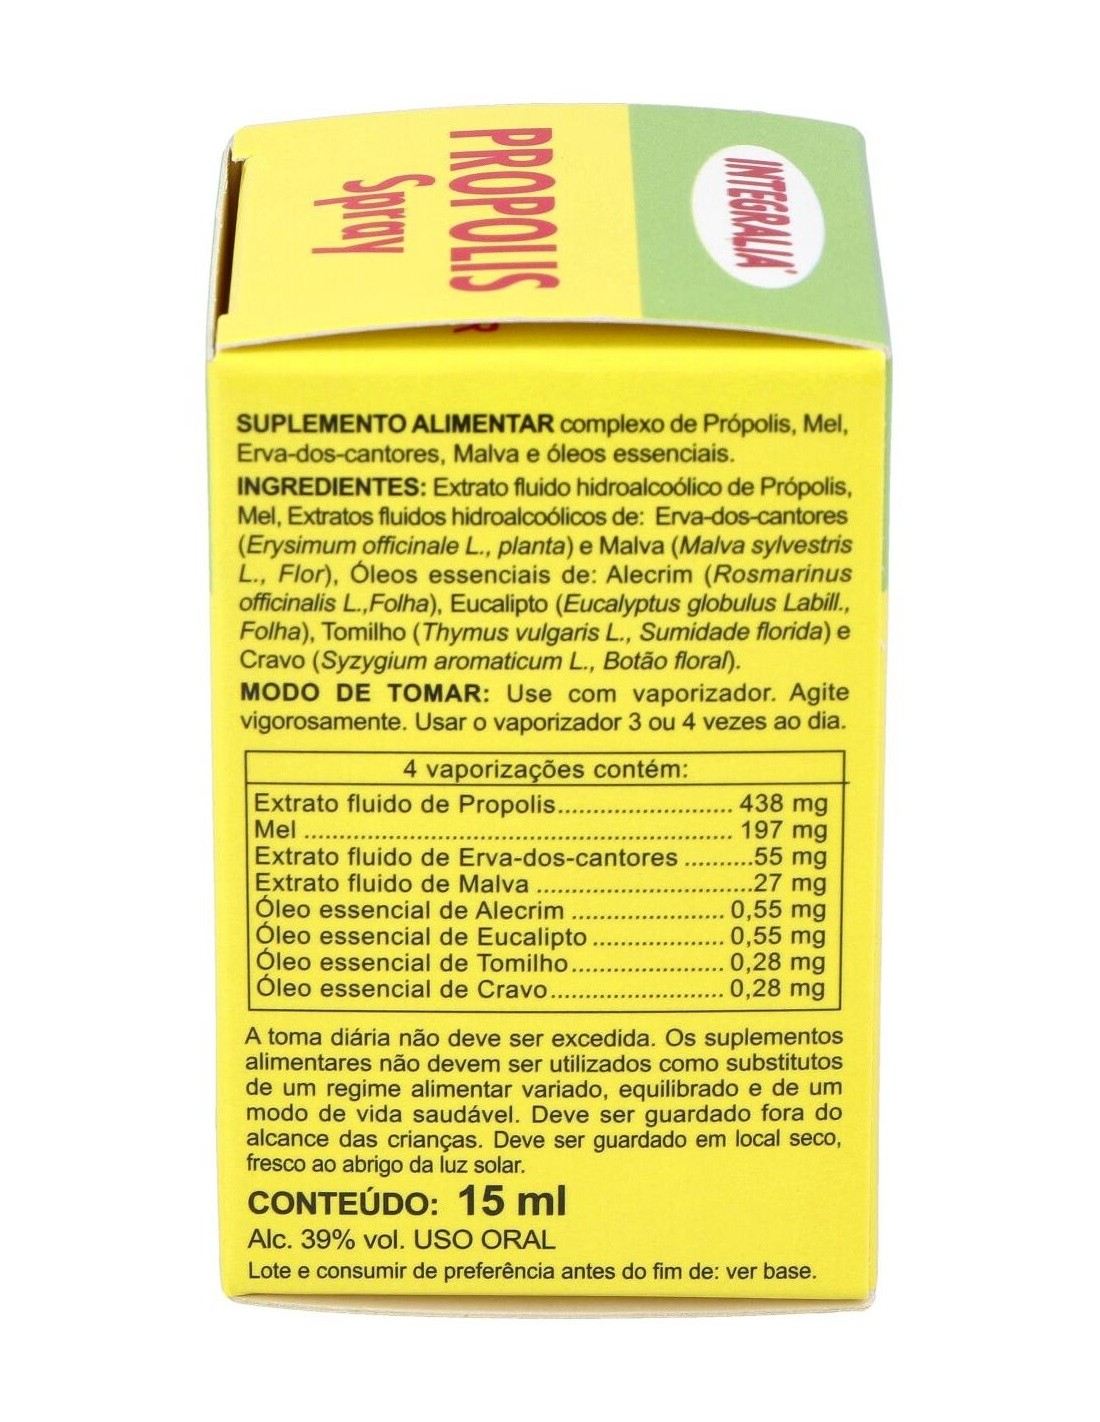 INTEGRALIA®
PROPOLIS
Spray
SUPLEMENTO ALIMENTAR complexo de Própolis, Mel,
Erva-dos-cantores, Malva e óleos essenciais.
INGREDIENTES: Extrato fluido hidroalcoólico de Própolis,
Mel, Extratos fluidos hidroalcoólicos de: Erva-dos-cantores
(Erysimum officinale L., planta) e Malva (Malva sylvestris
L., Flor), Óleos essenciais de: Alecrim (Rosmarinus
officinalis L.,Folha), Eucalipto (Eucalyptus globulus Labill.,
Folha), Tomilho (Thymus vulgaris L., Sumidade florida) e
Cravo (Syzygium aromaticum L., Botão floral).
MODO DE TOMAR: Use com vaporizador. Agite
vigorosamente. Usar o vaporizador 3 ou 4 vezes ao dia.
4 vaporizações contém:
Extrato fluido de Propolis......................... 438 mg
Mel ............................................................. 197 mg
Extrato fluido de Erva-dos-cantores ..........55 mg
Extrato fluido de Malva ...............................27 mg
Óleo essencial de Alecrim ...................... 0,55 mg
Óleo essencial de Eucalipto ................... 0,55 mg
Óleo essencial de Tomilho...................... 0,28 mg
Óleo essencial de Cravo......................... 0,28 mg
A toma diária não deve ser excedida. Os suplementos
alimentares não devem ser utilizados como substitutos
de um regime alimentar variado, equilibrado e de um
modo de vida saudável. Deve ser guardado fora do
alcance das crianças. Deve ser guardado em local seco,
fresco ao abrigo da luz solar.
CONTEÚDO: 15 ml
Alc. 39% vol. USO ORAL
Lote e consumir de preferência antes do fim de: ver base.